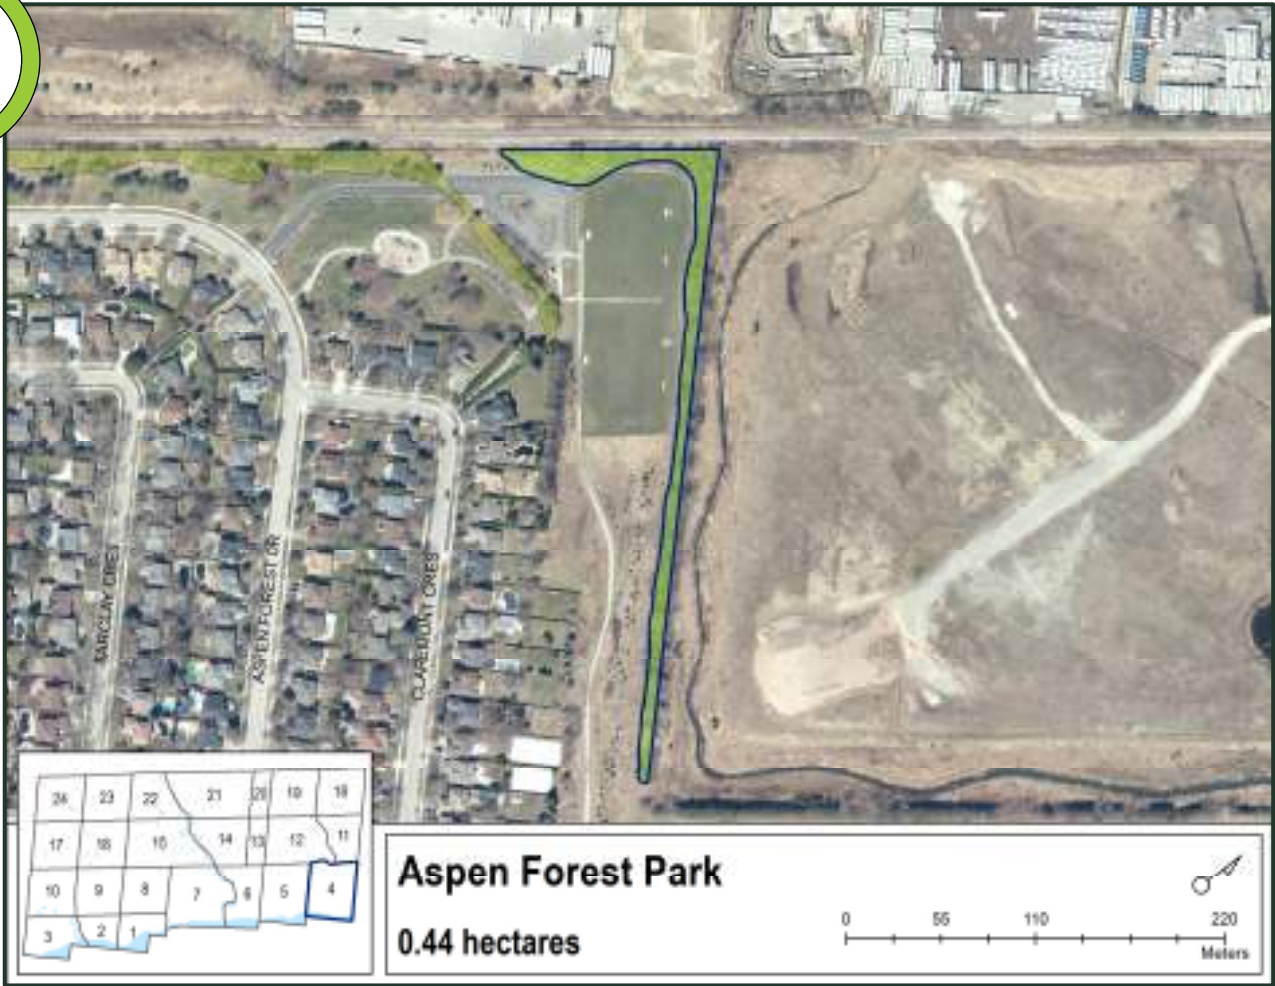 BARCLAY CRES
ASPEN FOREST DR
CLAREMONT CRES
24 23 22 21 20 19 18
17 16 15 14 13 12 11
10 9 8 7 6 5 4
3 2 1
Aspen Forest Park
0.44 hectares
0 55 110 220
Meters